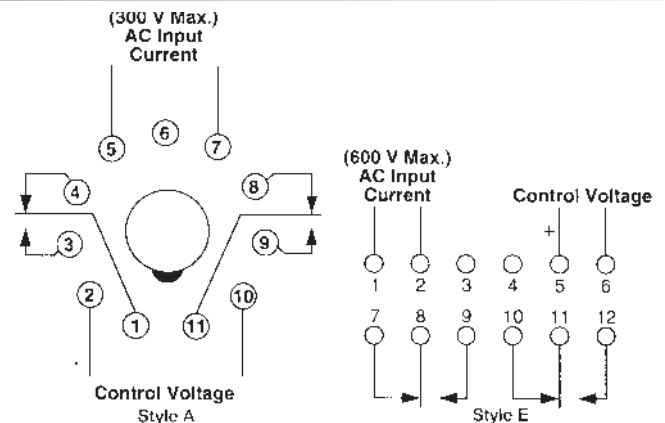 (300 V Max.)
AC Input
Current
5
6
7
4
8
3
9
2
10
1
11
Control Voltage
Style A
(600 V Max.)
AC Input
Current
Control Voltage
+
1 2 3 4 5 6
7 8 9 10 11 12
Style E